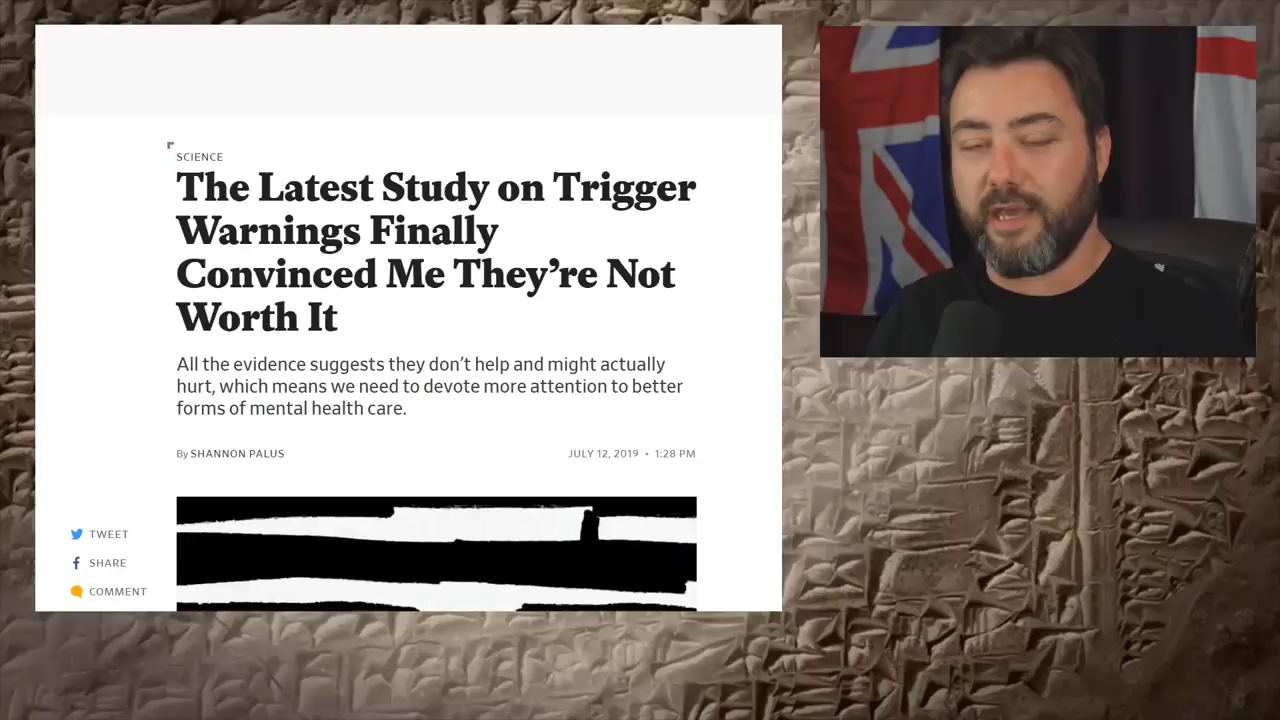 SCIENCE
The Latest Study on Trigger
Warnings Finally
Convinced Me They’re Not
Worth It
All the evidence suggests they don’t help and might actually
hurt, which means we need to devote more attention to better
forms of mental health care.
By SHANNON PALUS
JULY 12, 2019 • 1:28 PM
TWEET
SHARE
COMMENT